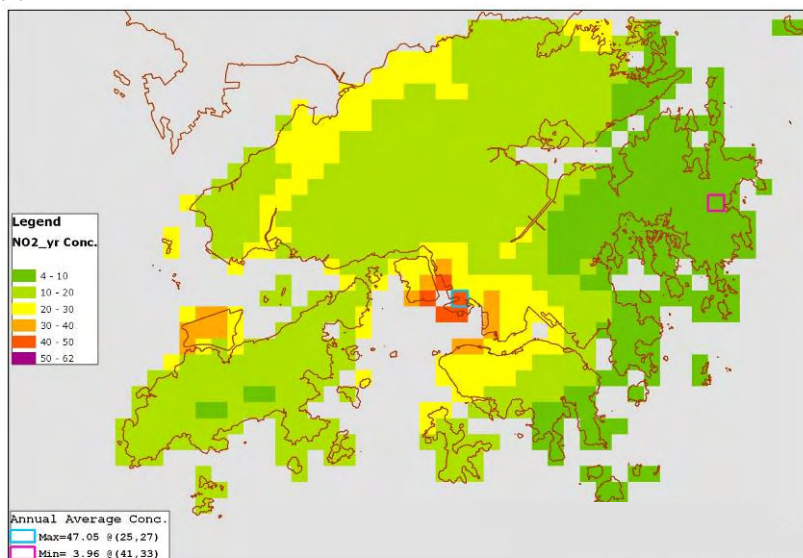 Legend
NO2_yr Conc.
4 - 10
10 - 20
20 - 30
30 - 40
40 - 50
50 - 62
Annual Average Conc.
Max=47.05 @(25,27)
Min= 3.96 @(41,33)